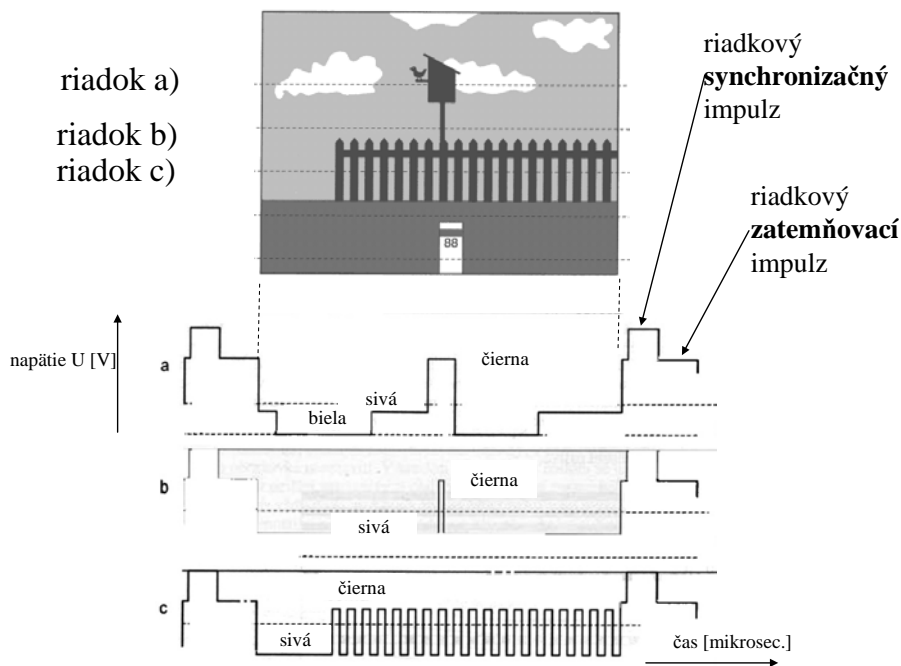 riadkový
synchronizačný
impulz
riadok a)
riadok b)
riadok c)
riadkový
zatemňovací
impulz
88
napätie U [V]
a
čierna
sivá
biela
b
čierna
sivá
c
čierna
sivá
čas [mikrosec.]